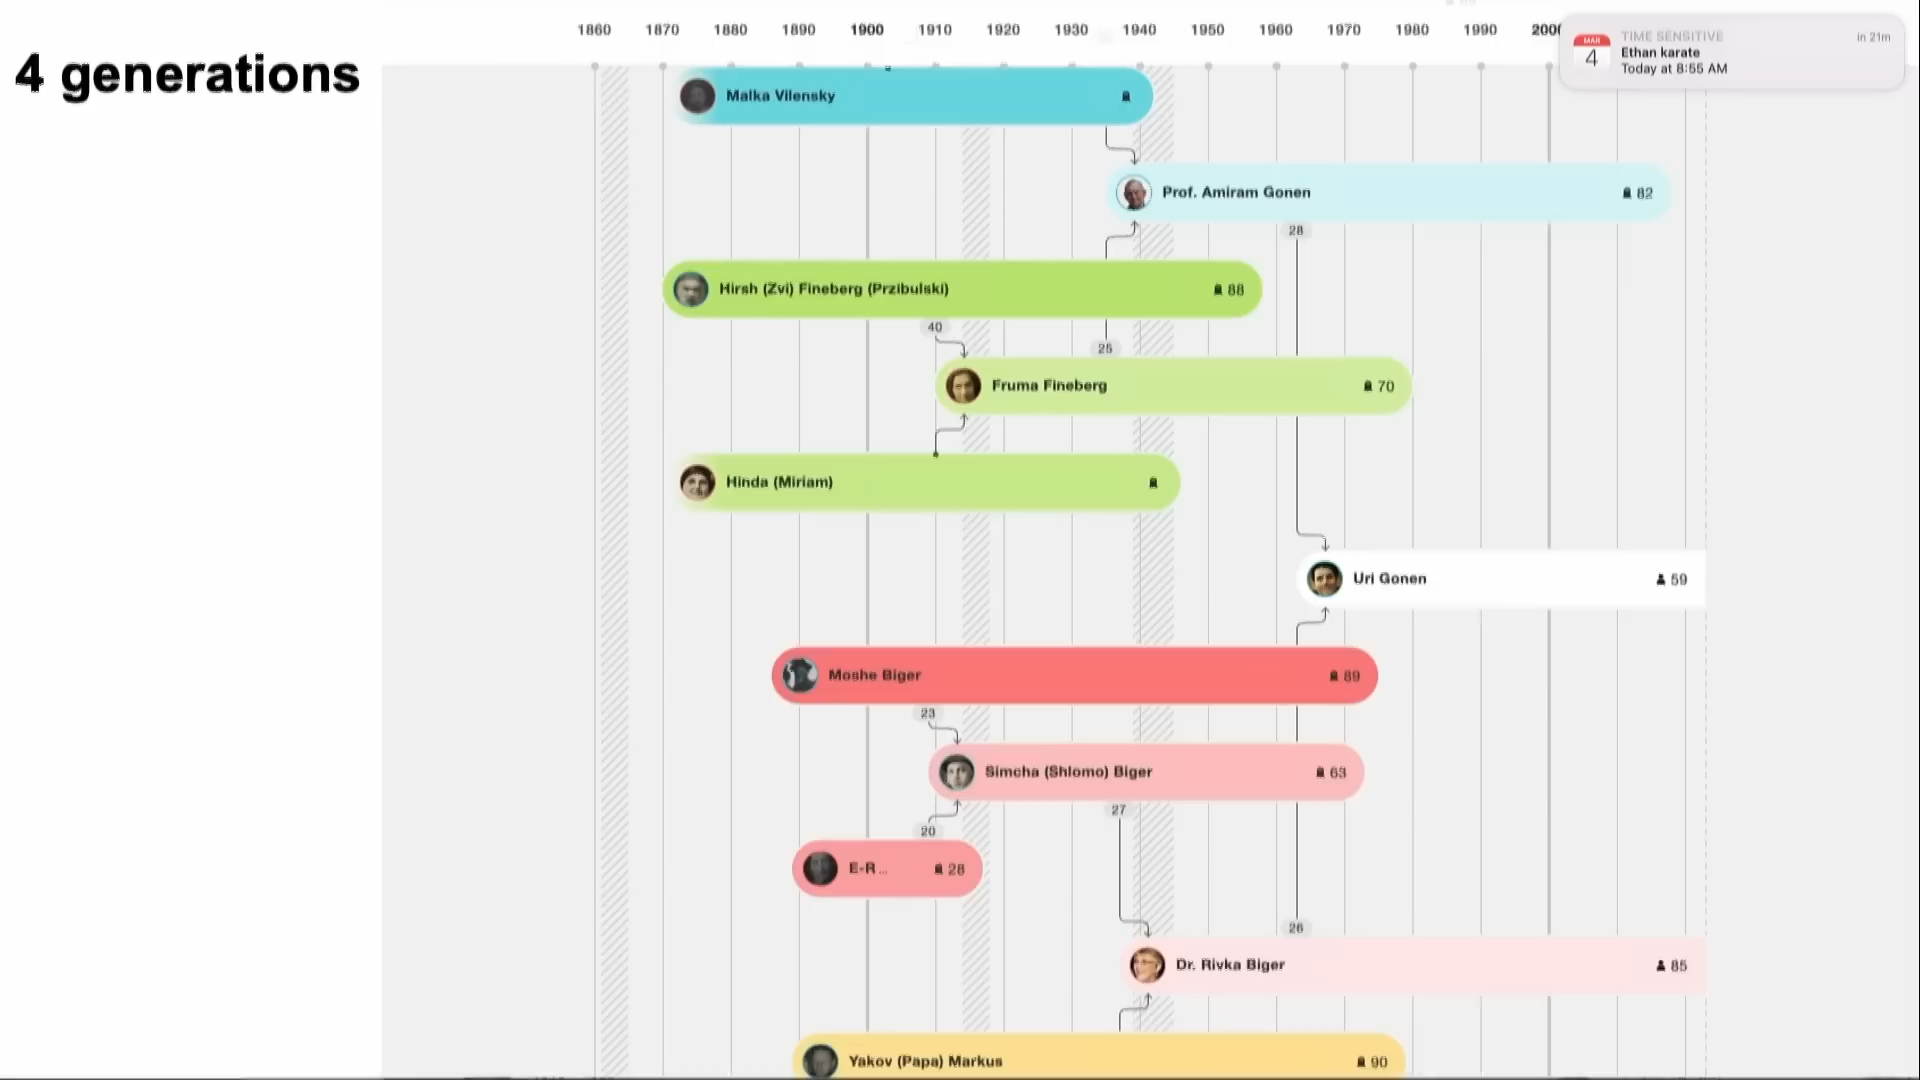 1860 1870 1880 1890 1900 1910 1920 1930 1940 1950 1960 1970 1980 1990 2000
TIME SENSITIVE in 21m
MAR 4
Ethan karate
Today at 8:55 AM
4 generations
Malka Vilensky
Prof. Amiram Gonen 82
28
Hirsh (Zvi) Fineberg (Przibulski) 88
40
25
Fruma Fineberg 70
Hinda (Miriam)
Uri Gonen 59
Moshe Biger 89
23
Simcha (Shlomo) Biger 63
27
20
E-R... 28
26
Dr. Rivka Biger 85
Yakov (Papa) Markus 90